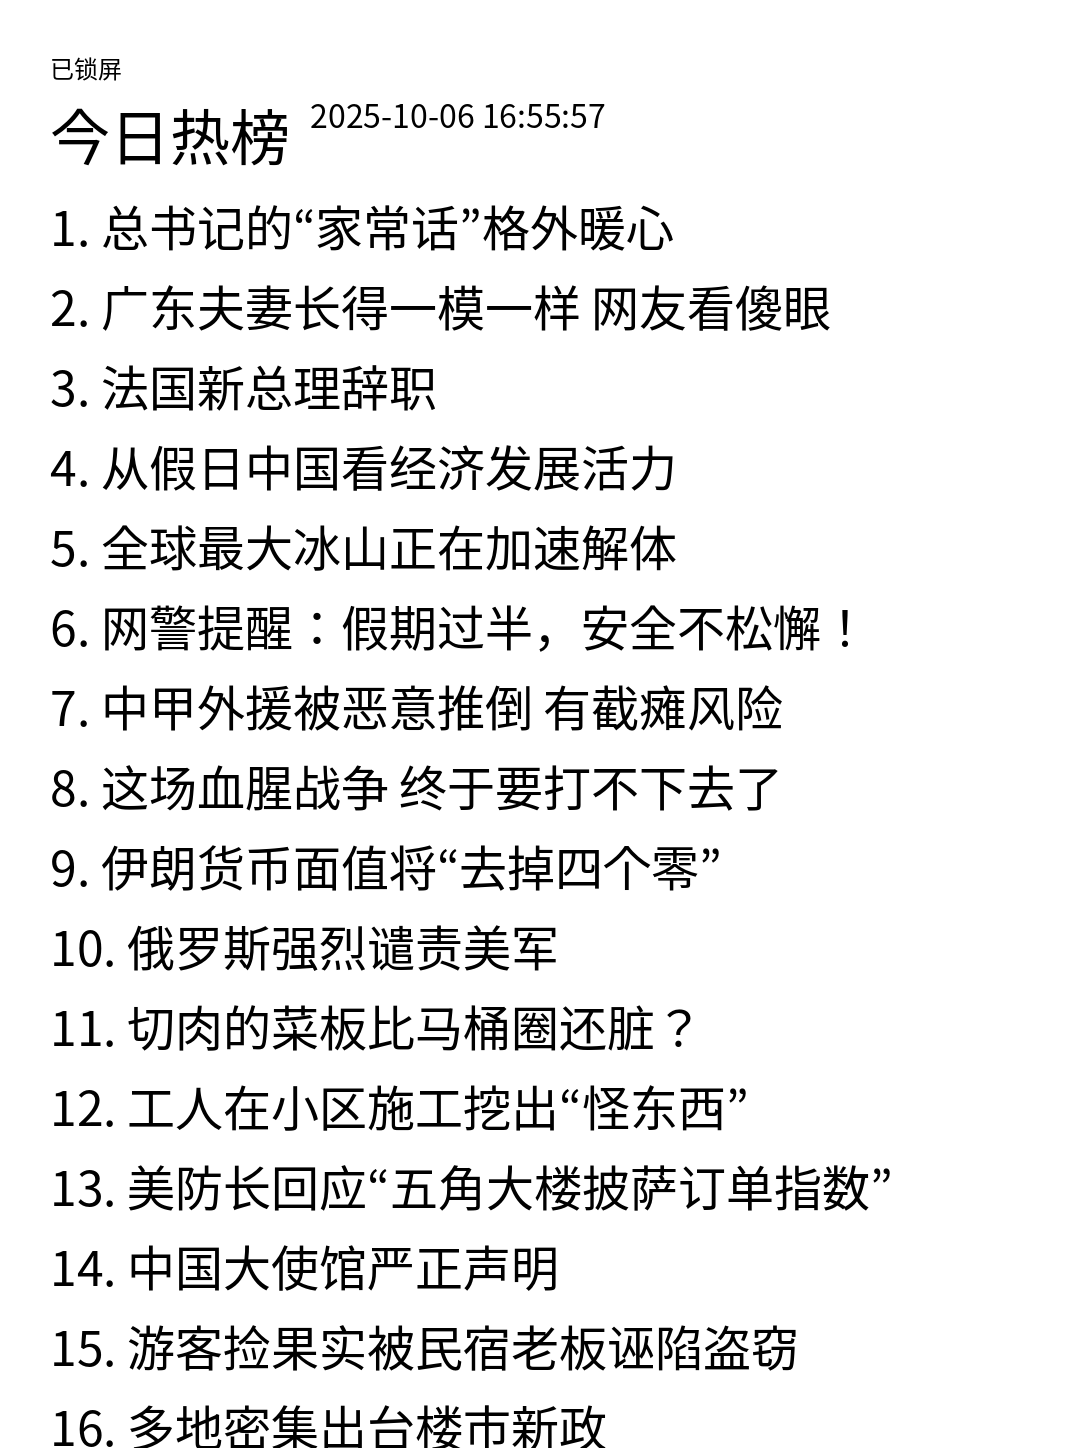 已锁屏
今日热榜 2025-10-06 16:55:57
1. 总书记的“家常话”格外暖心
2. 广东夫妻长得一模一样 网友看傻眼
3. 法国新总理辞职
4. 从假日中国看经济发展活力
5. 全球最大冰山正在加速解体
6. 网警提醒：假期过半，安全不松懈！
7. 中甲外援被恶意推倒 有截瘫风险
8. 这场血腥战争 终于要打不下去了
9. 伊朗货币面值将“去掉四个零”
10. 俄罗斯强烈谴责美军
11. 切肉的菜板比马桶圈还脏？
12. 工人在小区施工挖出“怪东西”
13. 美防长回应“五角大楼披萨订单指数”
14. 中国大使馆严正声明
15. 游客捡果实被民宿老板诬陷盗窃
16. 多地密集出台楼市新政